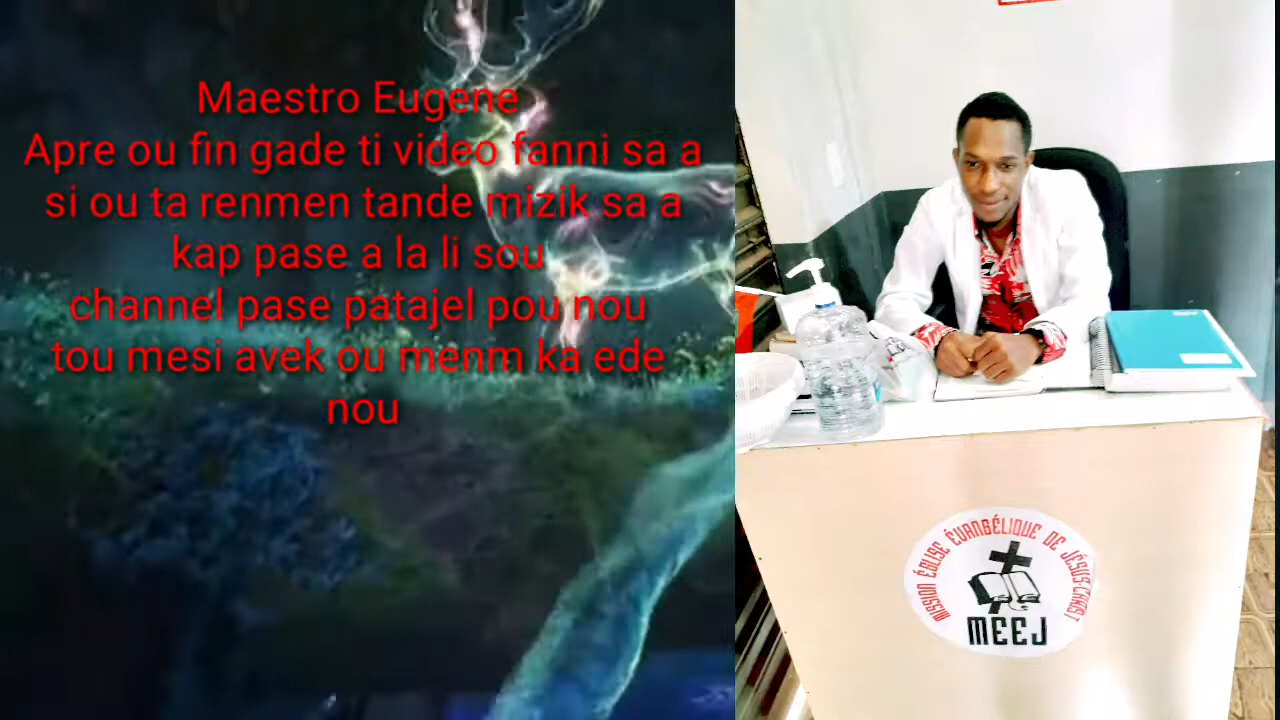 Maestro Eugene
Apre ou fin gade ti video fanni sa a
si ou ta renmen tande mizik sa a
kap pase a la li sou
channel pase patajel pou nou
tou mesi avek ou menm ka ede
nou
MISSION ÉGLISE ÉVANGÉLIQUE DE JÉSUS-CHRIST
MEEJ